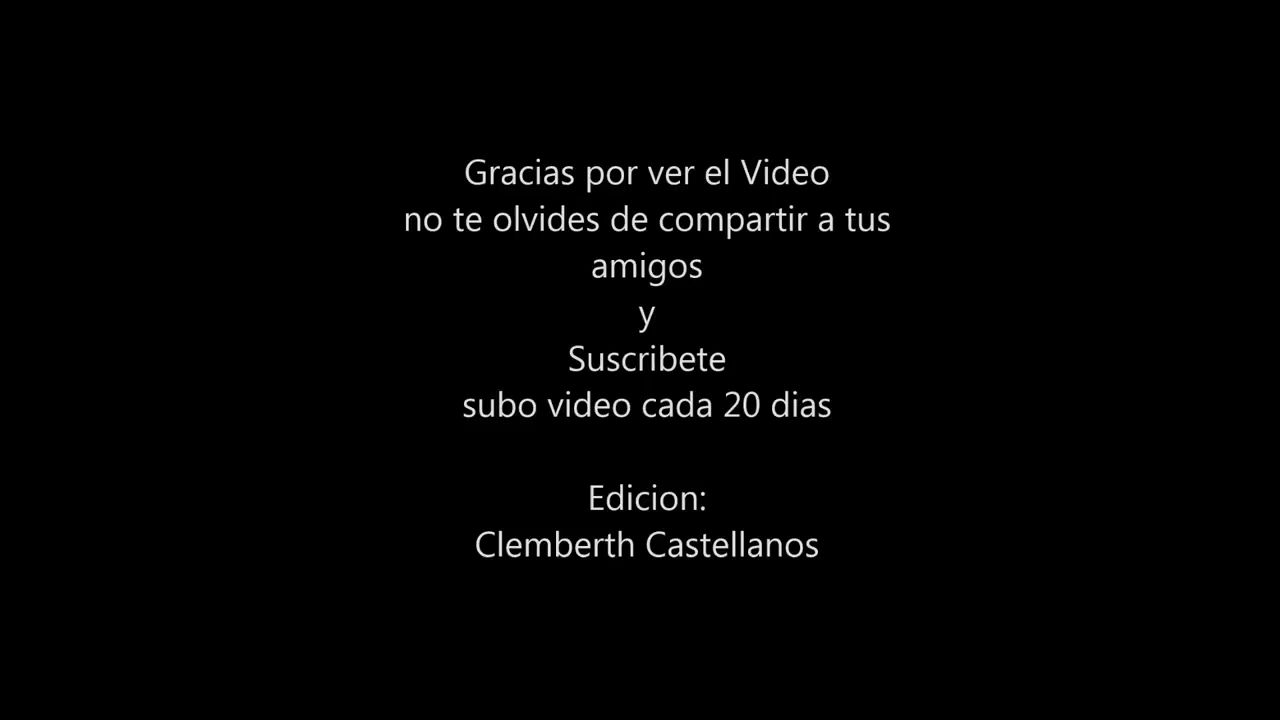 Gracias por ver el Video
no te olvides de compartir a tus
amigos
y
Suscribete
subo video cada 20 dias
Edicion:
Clemberth Castellanos